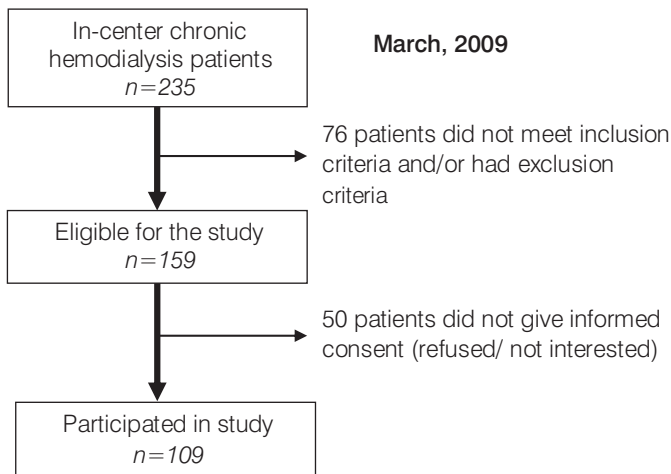 In-center chronic
hemodialysis patients
n=235
March, 2009
76 patients did not meet inclusion
criteria and/or had exclusion
criteria
Eligible for the study
n=159
50 patients did not give informed
consent (refused/ not interested)
Participated in study
n=109